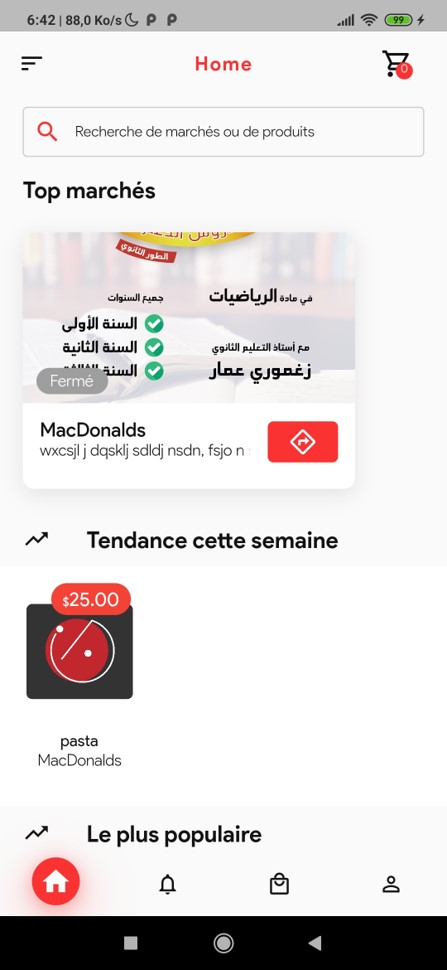 6:42 | 88,0 Ko/s
99
Home
0
Recherche de marchés ou de produits
Top marchés
الطور الثانوي
في مادة الرياضيات
جميع السنوات
السنة الأولى
مع أستاذ التعليم الثانوي
السنة الثانية
زغموري عمار
السنة
Fermé
MacDonalds
wxcsjl j dqsklj sdldj nsdn, fsjo n
Tendance cette semaine
$25.00
pasta
MacDonalds
Le plus populaire